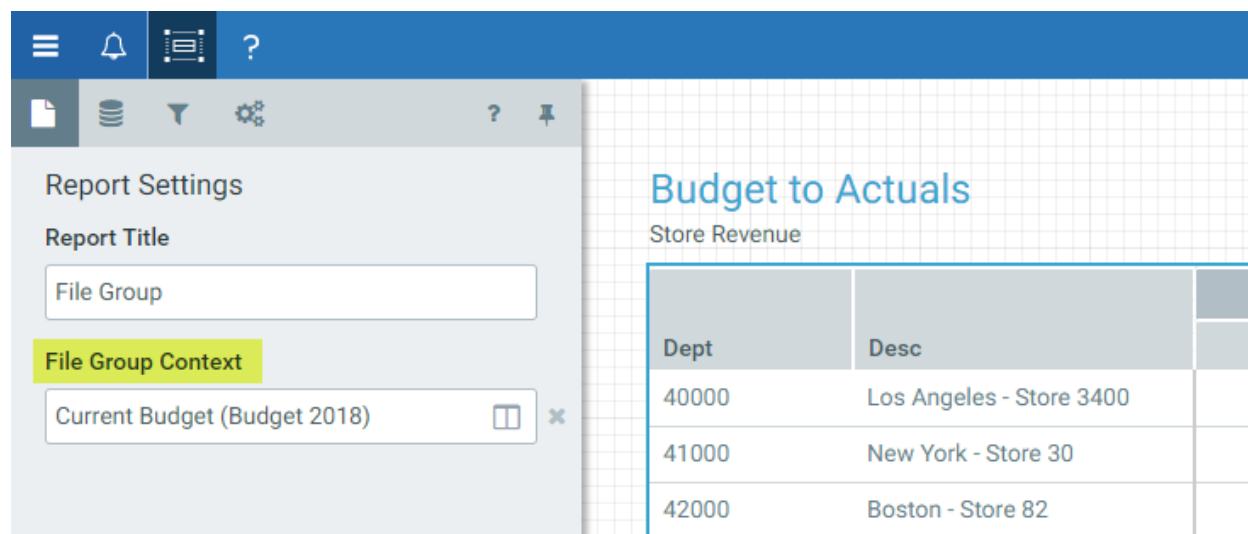 ?
?
Report Settings
Report Title
File Group
File Group Context
Current Budget (Budget 2018)
Budget to Actuals
Store Revenue
Dept Desc
40000 Los Angeles - Store 3400
41000 New York - Store 30
42000 Boston - Store 82